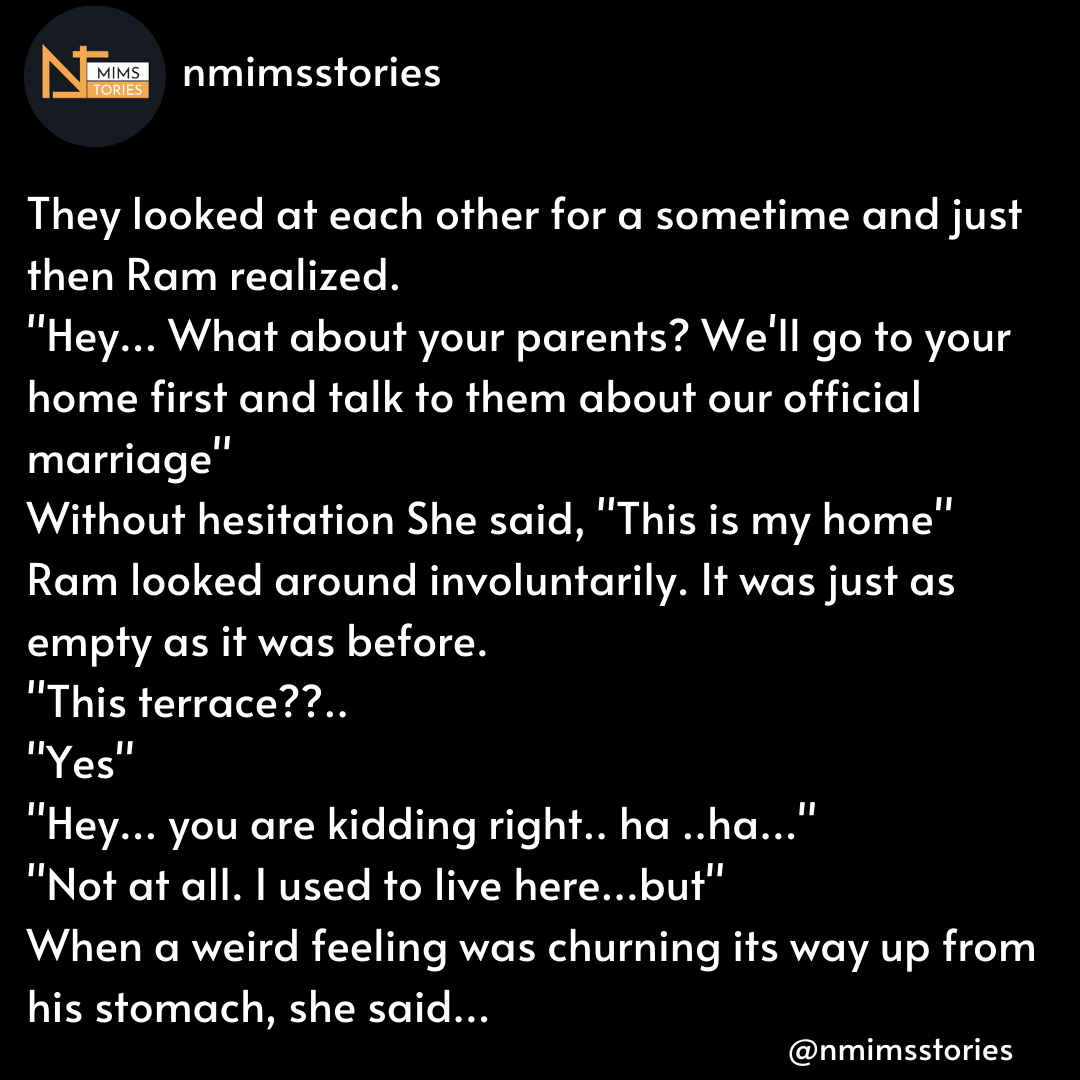 MIMS
TORIES
nmimsstories
They looked at each other for a sometime and just
then Ram realized.
"Hey... What about your parents? We'll go to your
home first and talk to them about our official
marriage"
Without hesitation She said, "This is my home"
Ram looked around involuntarily. It was just as
empty as it was before.
"This terrace??..
"Yes"
"Hey... you are kidding right.. ha ..ha..."
"Not at all. I used to live here...but"
When a weird feeling was churning its way up from
his stomach, she said...
@nmimsstories